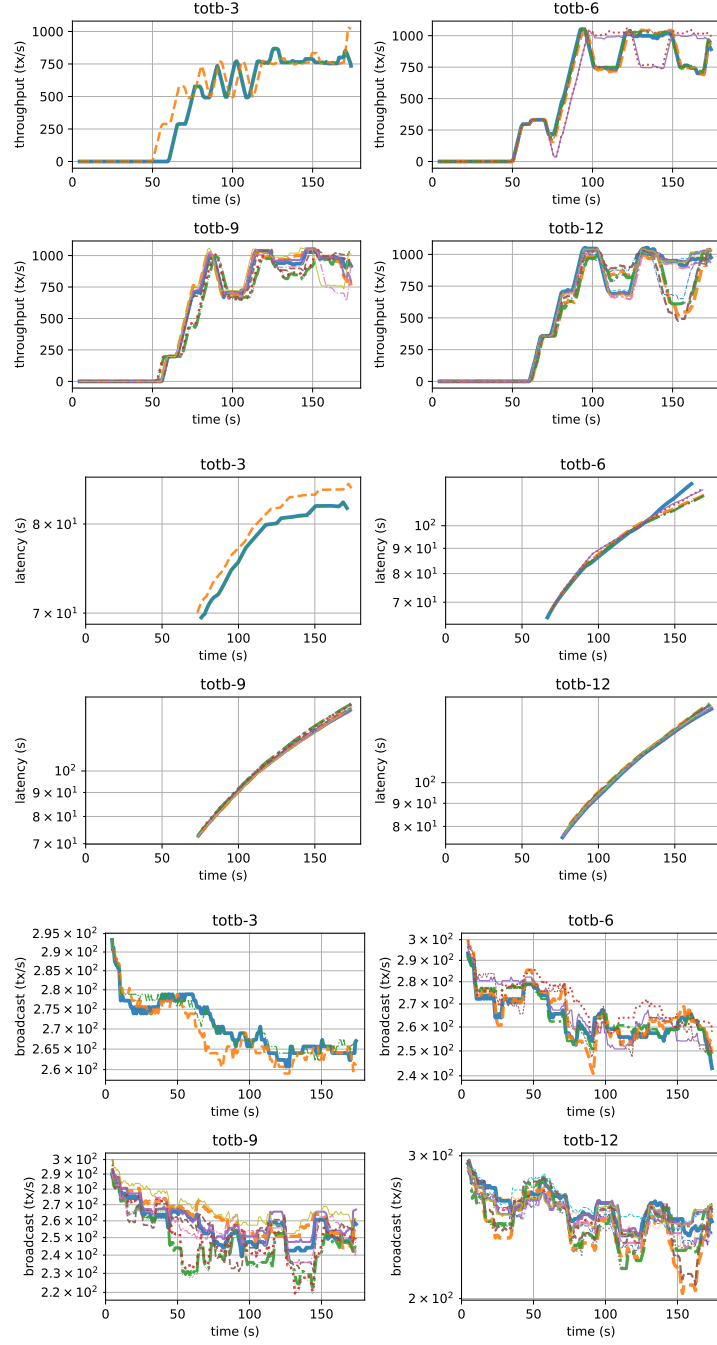 totb-3
throughput (tx/s)
1000
750
500
250
0
0 50 100 150
time (s)
totb-6
throughput (tx/s)
1000
750
500
250
0
0 50 100 150
time (s)
totb-9
throughput (tx/s)
1000
750
500
250
0
0 50 100 150
time (s)
totb-12
throughput (tx/s)
1000
750
500
250
0
0 50 100 150
time (s)
totb-3
latency (s)
8 × 10¹
7 × 10¹
0 50 100 150
time (s)
totb-6
latency (s)
10²
9 × 10¹
8 × 10¹
7 × 10¹
0 50 100 150
time (s)
totb-9
latency (s)
10²
9 × 10¹
8 × 10¹
7 × 10¹
0 50 100 150
time (s)
totb-12
latency (s)
10²
9 × 10¹
8 × 10¹
0 50 100 150
time (s)
totb-3
broadcast (tx/s)
2.95 × 10²
2.9 × 10²
2.85 × 10²
2.8 × 10²
2.75 × 10²
2.7 × 10²
2.65 × 10²
2.6 × 10²
0 50 100 150
time (s)
totb-6
broadcast (tx/s)
3 × 10²
2.9 × 10²
2.8 × 10²
2.7 × 10²
2.6 × 10²
2.5 × 10²
2.4 × 10²
0 50 100 150
time (s)
totb-9
broadcast (tx/s)
3 × 10²
2.9 × 10²
2.8 × 10²
2.7 × 10²
2.6 × 10²
2.5 × 10²
2.4 × 10²
2.3 × 10²
2.2 × 10²
0 50 100 150
time (s)
totb-12
broadcast (tx/s)
3 × 10²
2 × 10²
0 50 100 150
time (s)